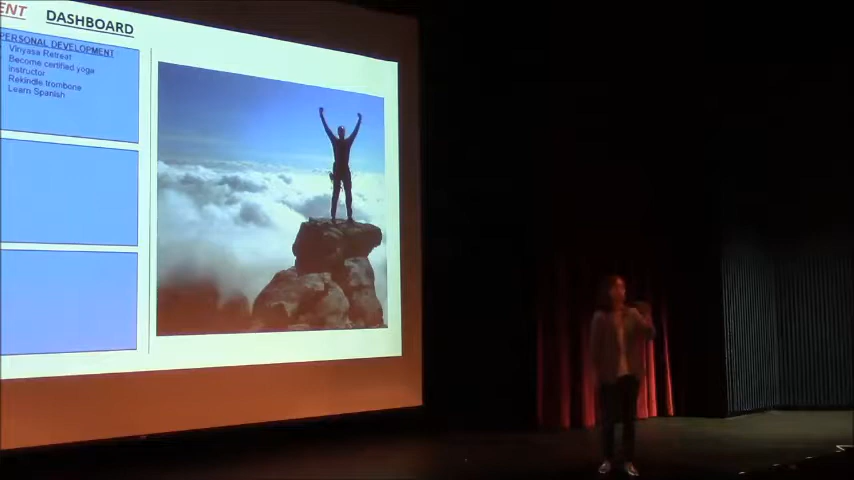 ENT DASHBOARD
PERSONAL DEVELOPMENT
Vinyasa Retreat
Become certified yoga
instructor
Rekindle trombone
Learn Spanish